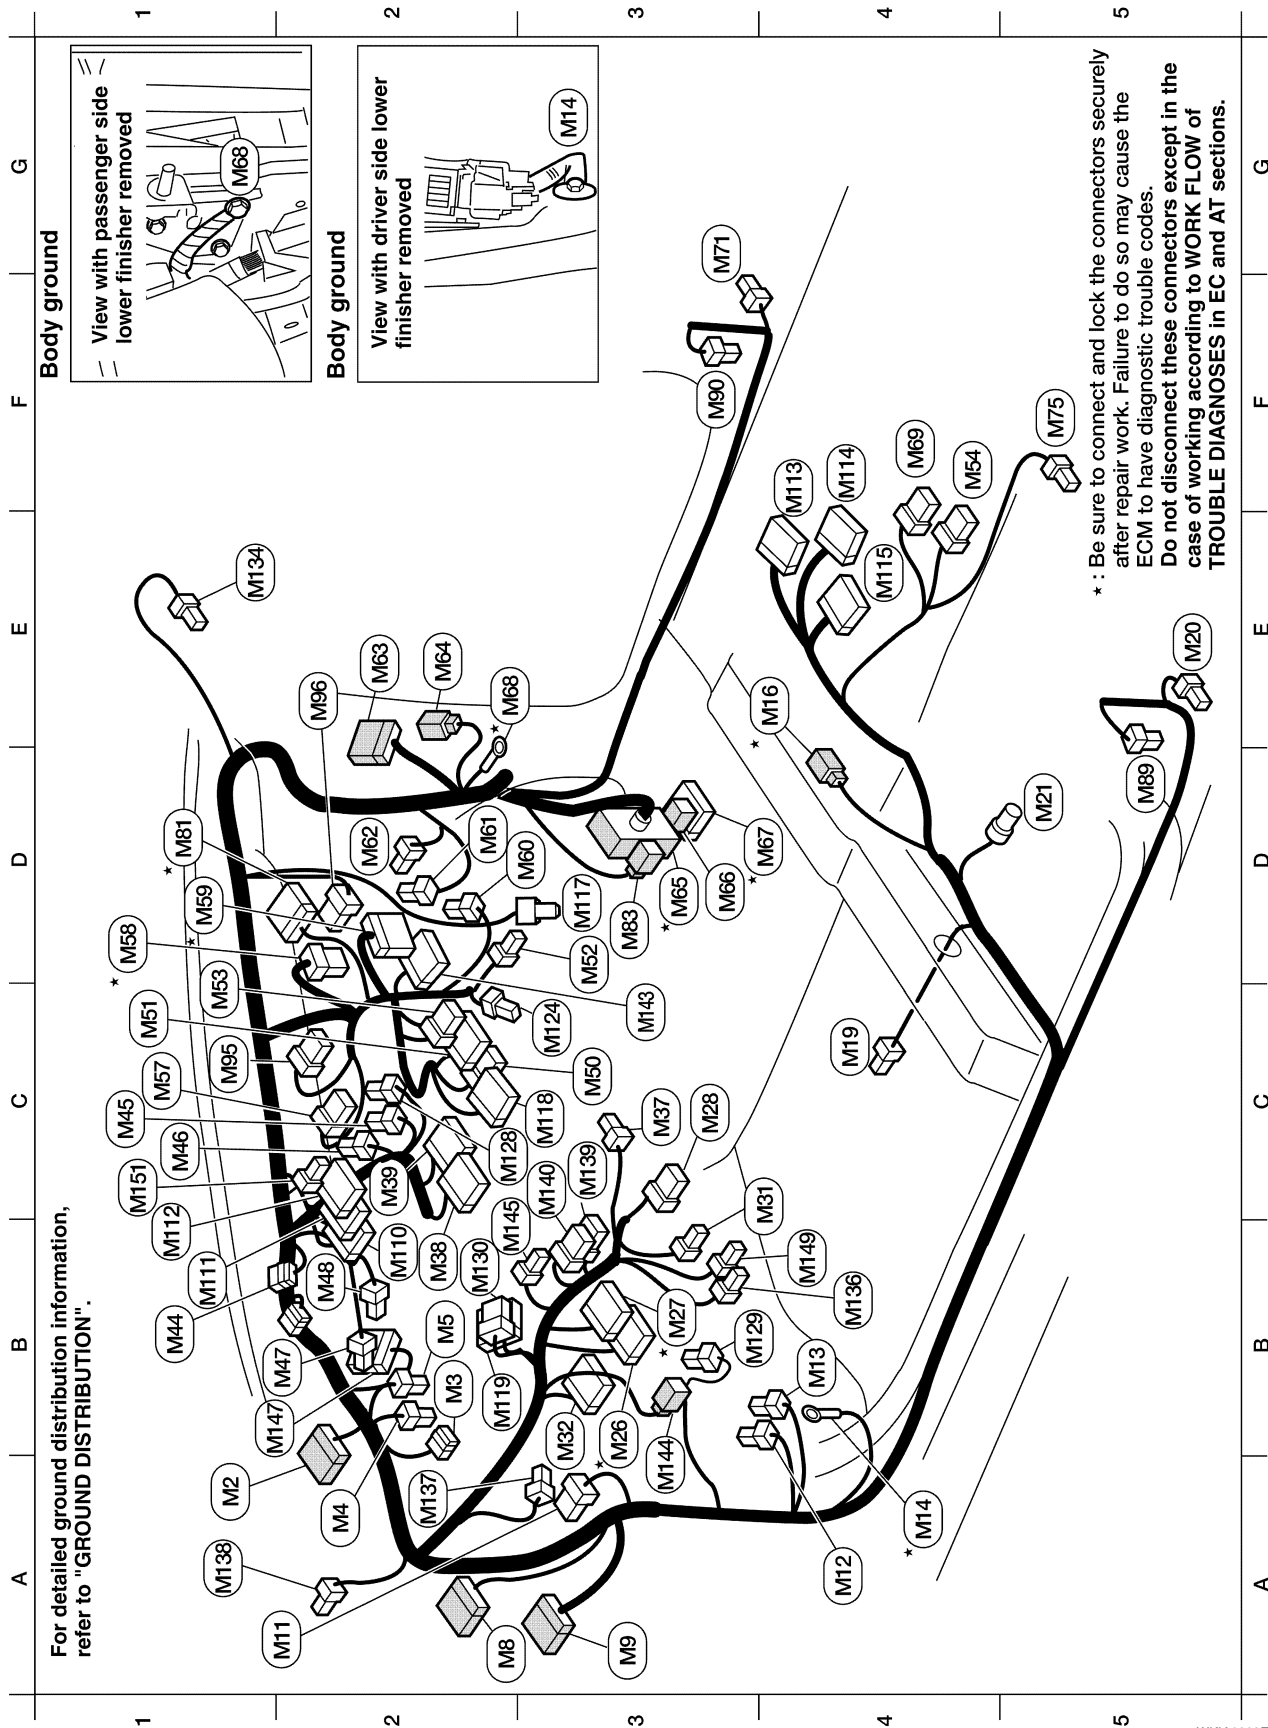 For detailed ground distribution information,
refer to "GROUND DISTRIBUTION".
Body ground
View with passenger side
lower finisher removed
M68
Body ground
View with driver side lower
finisher removed
M14
1
2
3
4
5
1
2
3
4
5
A
B
C
D
E
F
G
A
B
C
D
E
F
G
M138
M2
M147
M47
M44
M48
M111
M112
M151
M46
M45
M57
M95
M51
M53
★
M58
★
M59
★
M81
M96
M134
M63
M64
★
M68
M62
M61
M60
M117
M52
M124
M143
M50
M118
M128
M39
M38
M110
M5
M3
M4
M137
M11
M8
M9
M119
M130
M145
M140
M139
M37
M28
M31
M149
M136
M27
★
M26
★
M32
M144
M129
M13
M12
★
M14
M83
★
M65
M66
★
M67
M71
M90
M113
M114
M115
M69
M54
M75
★
M16
M21
M19
M89
M20
★ : Be sure to connect and lock the connectors securely
after repair work. Failure to do so may cause the
ECM to have diagnostic trouble codes.
Do not disconnect these connectors except in the
case of working according to WORK FLOW of
TROUBLE DIAGNOSES in EC and AT sections.